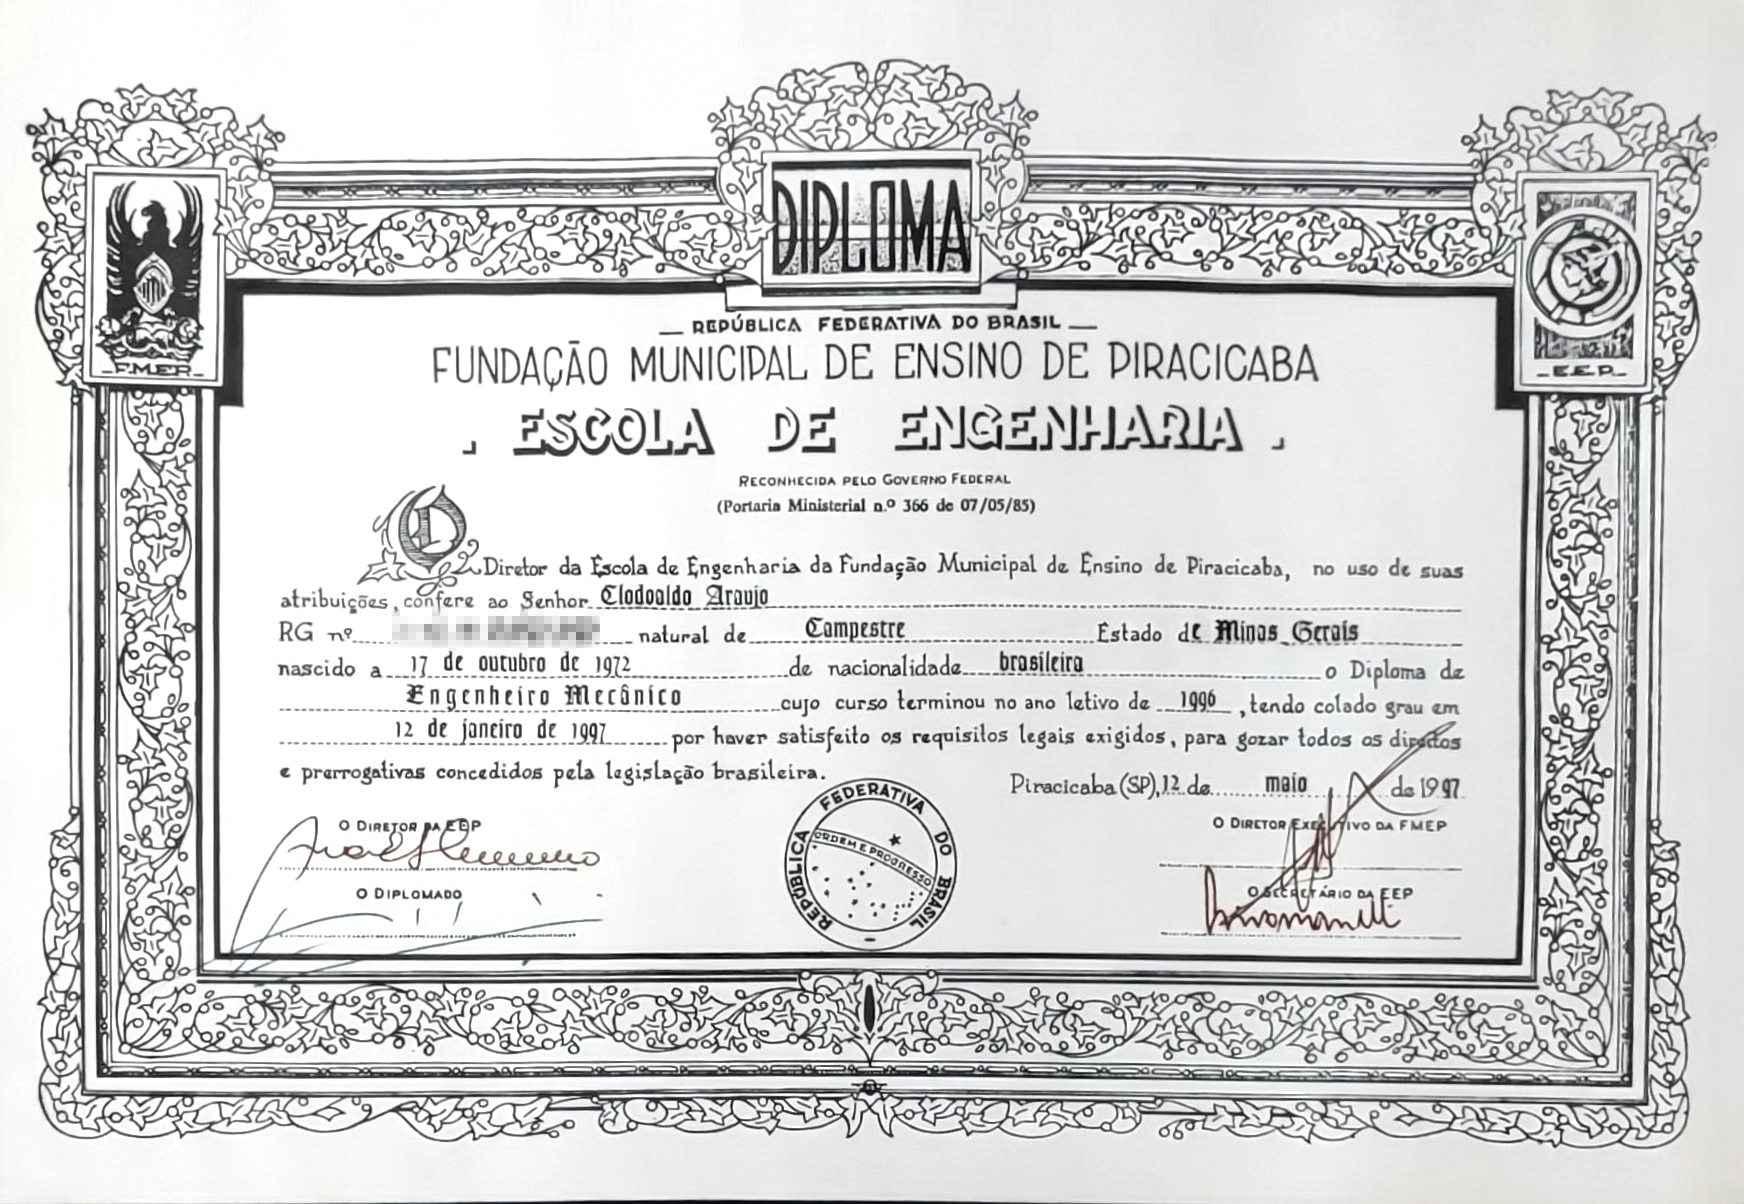 DIPLOMA
F.M.E.P.
E.E.P.
REPÚBLICA FEDERATIVA DO BRASIL
FUNDAÇÃO MUNICIPAL DE ENSINO DE PIRACICABA
ESCOLA DE ENGENHARIA
RECONHECIDA PELO GOVERNO FEDERAL
(Portaria Ministerial n.º 366 de 07/05/85)
O Diretor da Escola de Engenharia da Fundação Municipal de Ensino de Piracicaba, no uso de suas
atribuições, confere ao Senhor Clodoaldo Araujo
RG nº natural de Campestre Estado de Minas Gerais
nascido a 17 de outubro de 1972 de nacionalidade brasileira o Diploma de
Engenheiro Mecânico cujo curso terminou no ano letivo de 1996, tendo colado grau em
12 de janeiro de 1997 por haver satisfeito os requisitos legais exigidos, para gozar todos os direitos
e prerrogativas concedidos pela legislação brasileira.
Piracicaba (SP), 12 de maio de 1997
O DIRETOR DA EEP
O DIRETOR EXECUTIVO DA FMEP
O DIPLOMADO
O SECRETÁRIO DA EEP
REPÚBLICA FEDERATIVA DO BRASIL
ORDEM E PROGRESSO